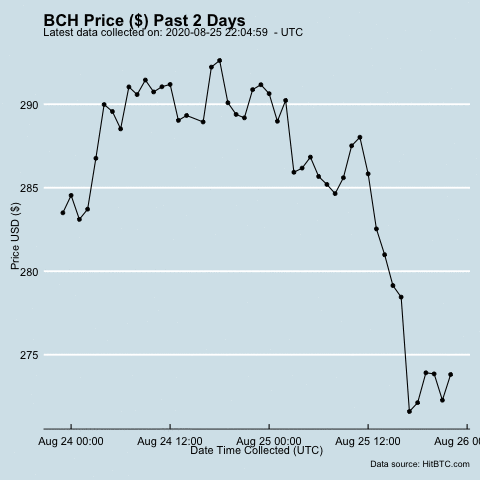 BCH Price ($) Past 2 Days
Latest data collected on: 2020-08-25 22:04:59  - UTC
290
285
280
275
Price USD ($)
Aug 24 00:00 Aug 24 12:00 Aug 25 00:00 Aug 25 12:00 Aug 26 0
Date Time Collected (UTC)
Data source: HitBTC.com